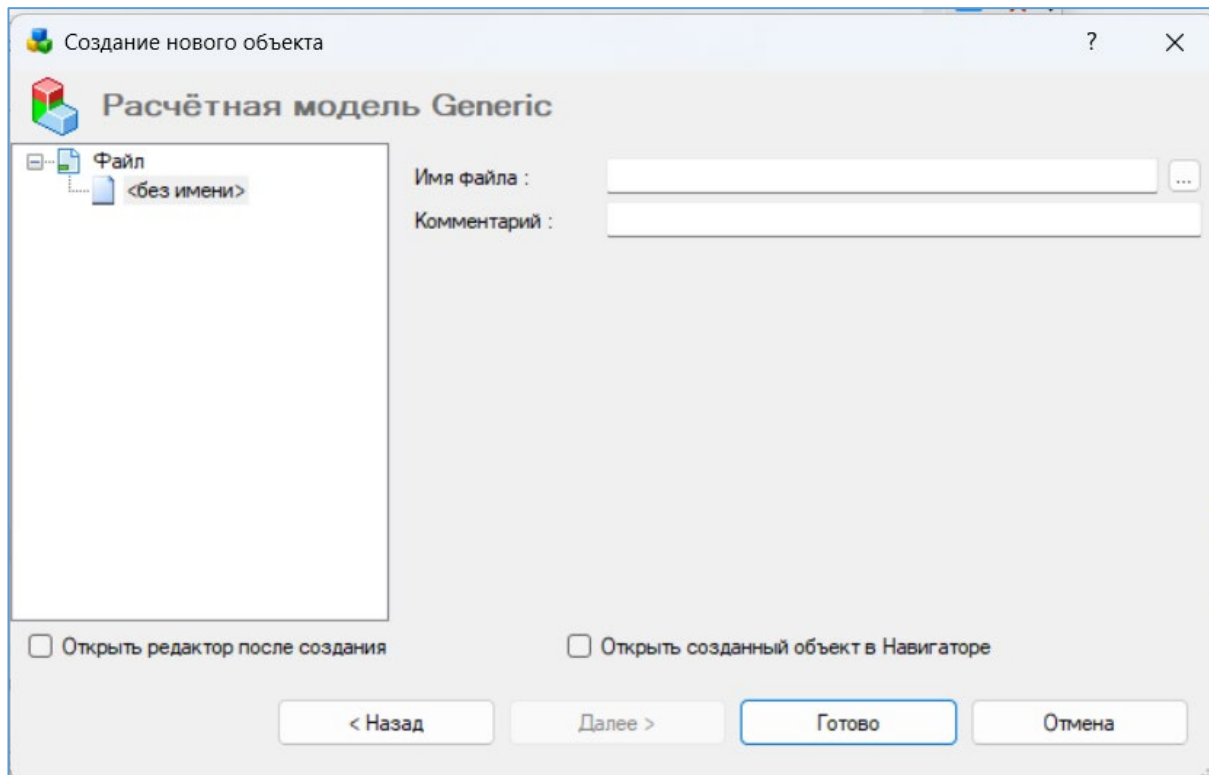 Создание нового объекта
?
Расчётная модель Generic
Файл
<без имени>
Имя файла :
...
Комментарий :
Открыть редактор после создания
Открыть созданный объект в Навигаторе
< Назад
Далее >
Готово
Отмена